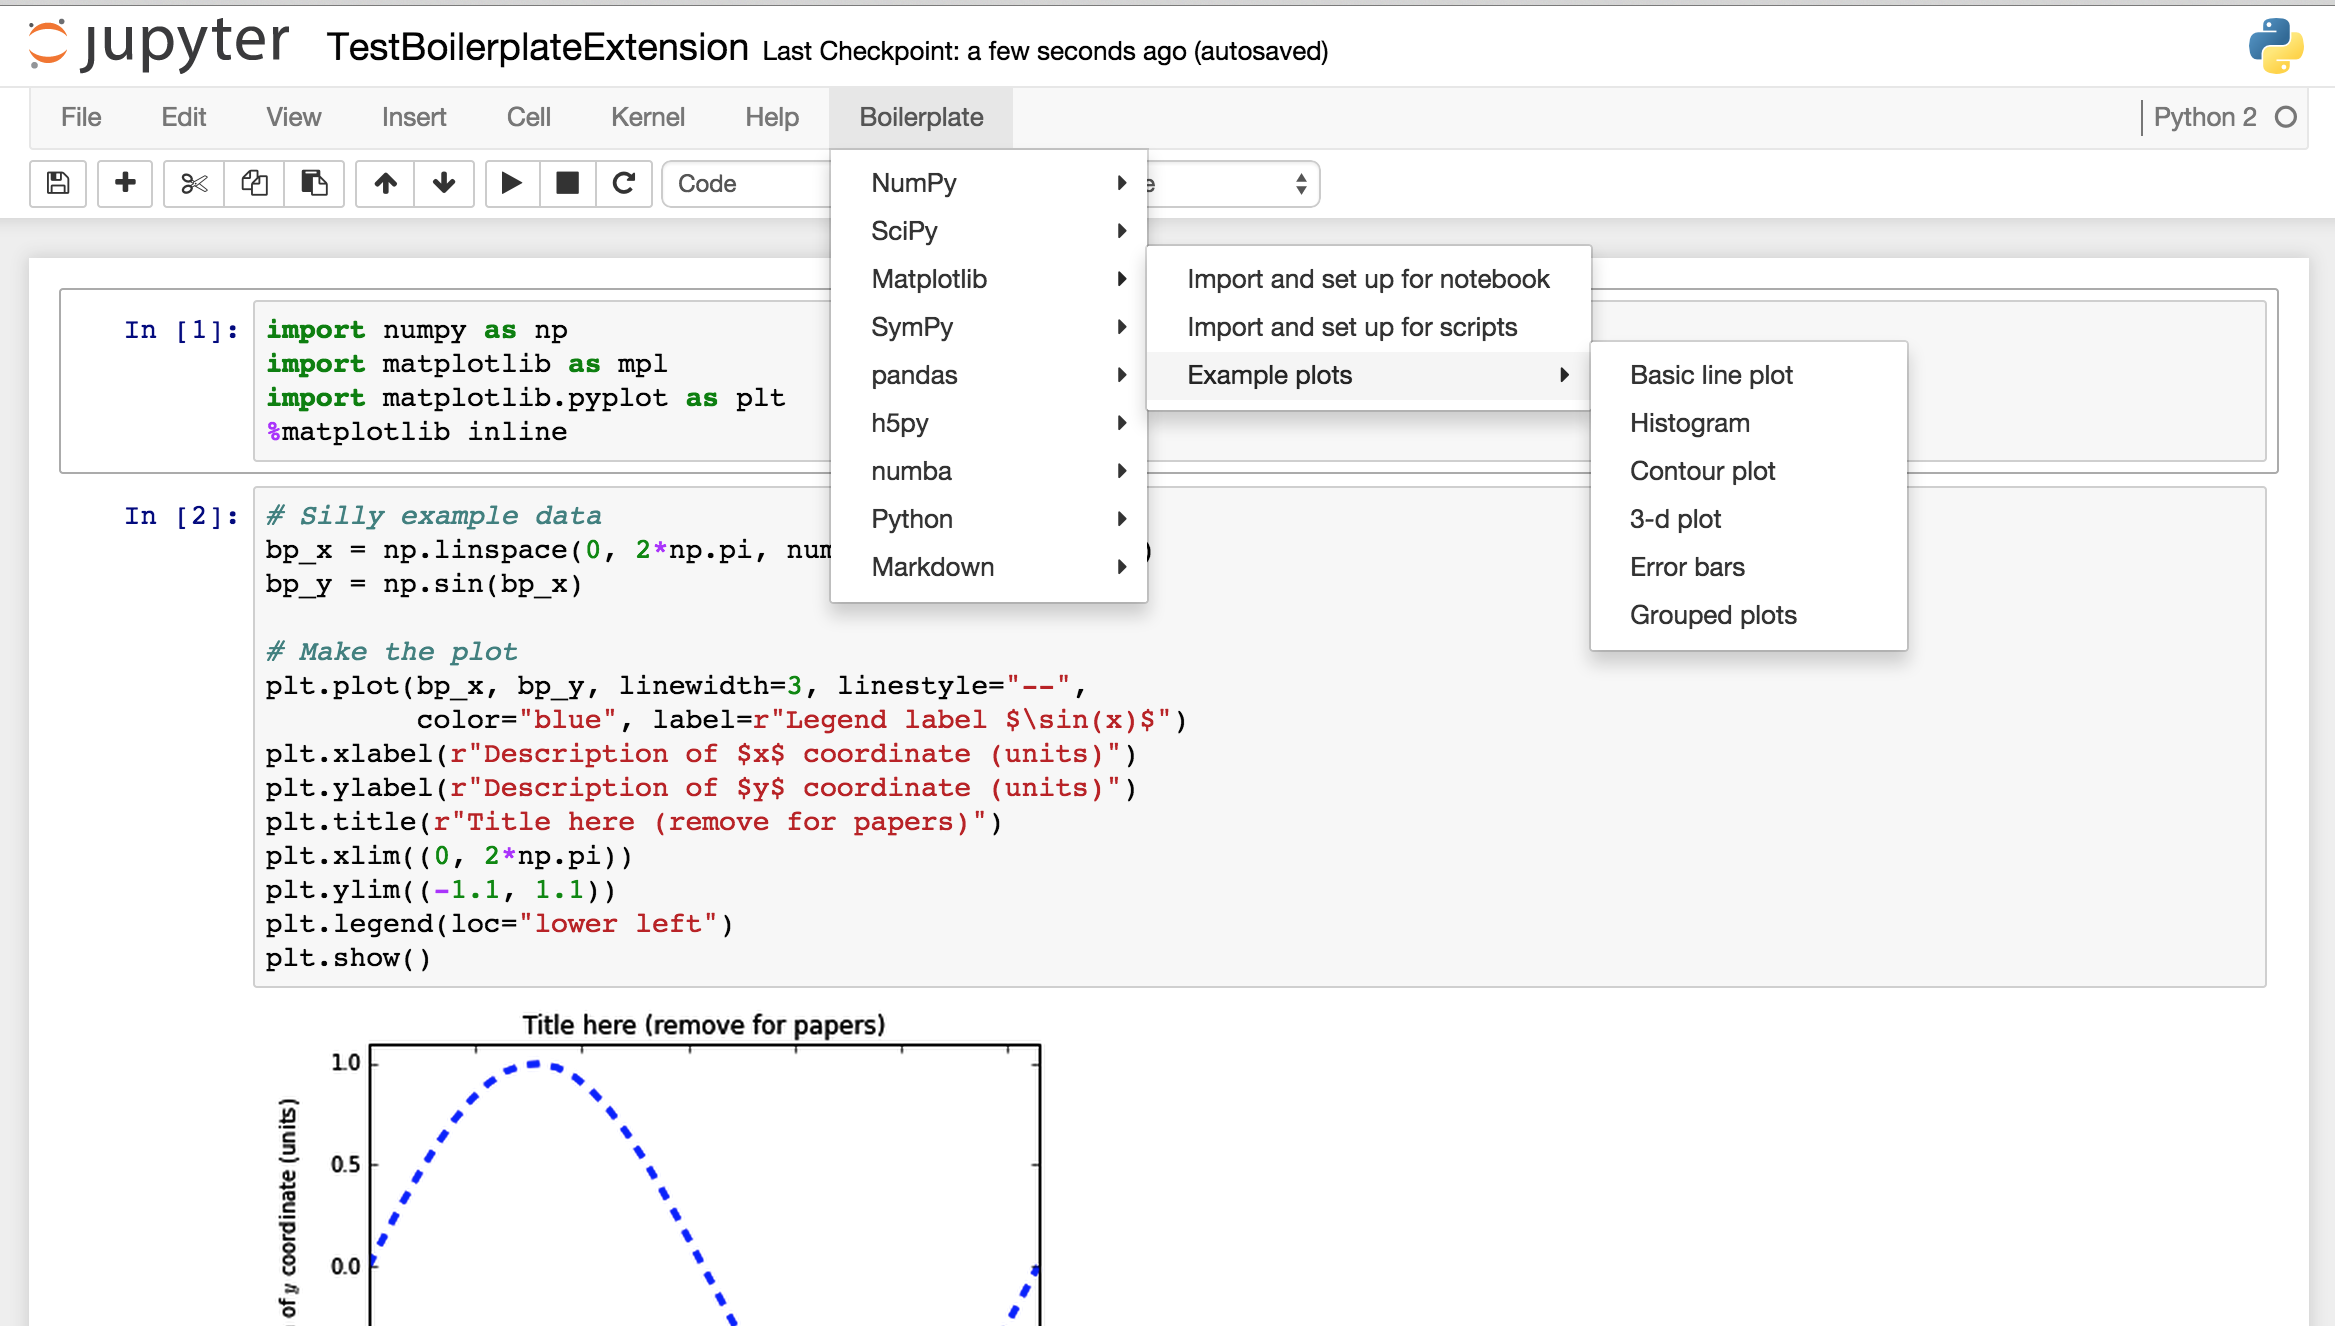 jupyter TestBoilerplateExtension Last Checkpoint: a few seconds ago (autosaved)
File Edit View Insert Cell Kernel Help Boilerplate Python 2
Code
NumPy
SciPy
Matplotlib
SymPy
pandas
h5py
numba
Python
Markdown
Import and set up for notebook
Import and set up for scripts
Example plots
Basic line plot
Histogram
Contour plot
3-d plot
Error bars
Grouped plots
In [1]: import numpy as np
import matplotlib as mpl
import matplotlib.pyplot as plt
%matplotlib inline
In [2]: # Silly example data
bp_x = np.linspace(0, 2*np.pi, )
bp_y = np.sin(bp_x)
# Make the plot
plt.plot(bp_x, bp_y, linewidth=3, linestyle="--",
color="blue", label=r"Legend label $\sin(x)$")
plt.xlabel(r"Description of $x$ coordinate (units)")
plt.ylabel(r"Description of $y$ coordinate (units)")
plt.title(r"Title here (remove for papers)")
plt.xlim((0, 2*np.pi))
plt.ylim((-1.1, 1.1))
plt.legend(loc="lower left")
plt.show()
Title here (remove for papers)
1.0
0.5
0.0
of y coordinate (units)